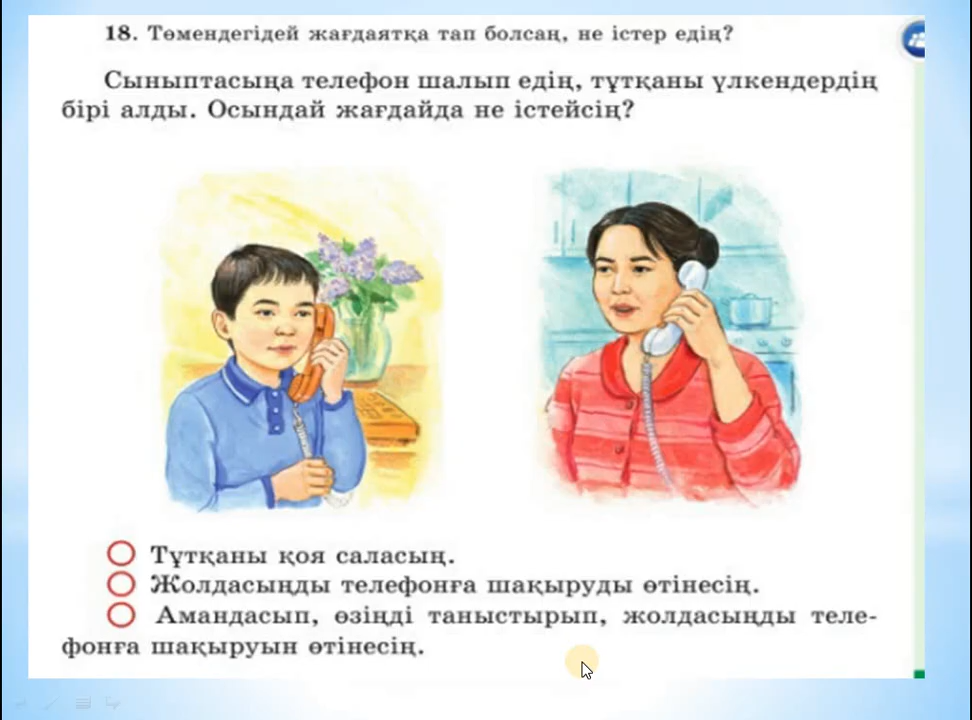 18. Төмендегідей жағдаятқа тап болсаң, не істер едің?
Сыныптасыңа телефон шалып едің, тұтқаны үлкендердің
бірі алды. Осындай жағдайда не істейсің?
Тұтқаны қоя саласың.
Жолдасыңды телефонға шақыруды өтінесің.
Амандасып, өзіңді таныстырып, жолдасыңды теле-
фонға шақыруын өтінесің.